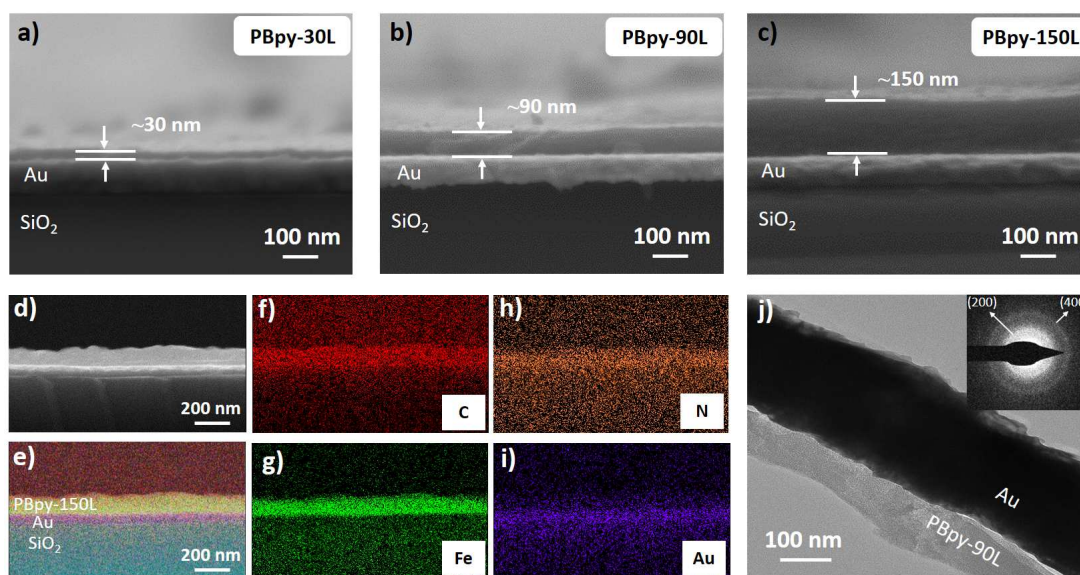 a)
PBpy-30L
~30 nm
Au
SiO₂
100 nm
b)
PBpy-90L
~90 nm
Au
SiO₂
100 nm
c)
PBpy-150L
~150 nm
Au
SiO₂
100 nm
d)
200 nm
f)
C
h)
N
e)
PBpy-150L
Au
SiO₂
200 nm
g)
Fe
i)
Au
j)
(200)
(400
Au
PBpy-90L
100 nm